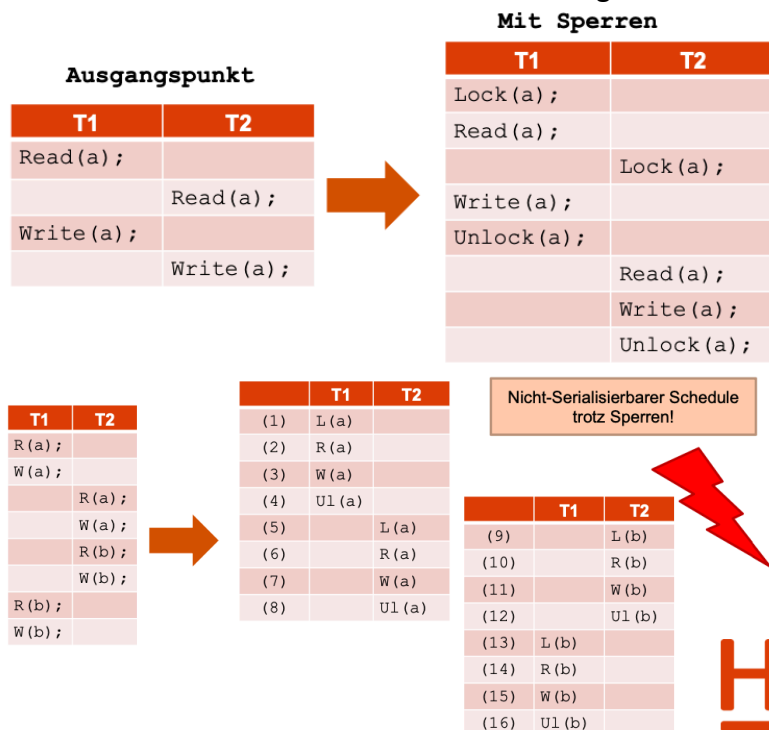 Mit Sperren
Ausgangspunkt
T1 T2
Read(a);
Read(a);
Write(a);
Write(a);
T1 T2
Lock(a);
Read(a);
Lock(a);
Write(a);
Unlock(a);
Read(a);
Write(a);
Unlock(a);
T1 T2
R(a);
W(a);
R(a);
W(a);
R(b);
W(b);
R(b);
W(b);
T1 T2
(1) L(a)
(2) R(a)
(3) W(a)
(4) Ul(a)
(5) L(a)
(6) R(a)
(7) W(a)
(8) Ul(a)
Nicht-Serialisierbarer Schedule
trotz Sperren!
T1 T2
(9) L(b)
(10) R(b)
(11) W(b)
(12) Ul(b)
(13) L(b)
(14) R(b)
(15) W(b)
(16) Ul(b)